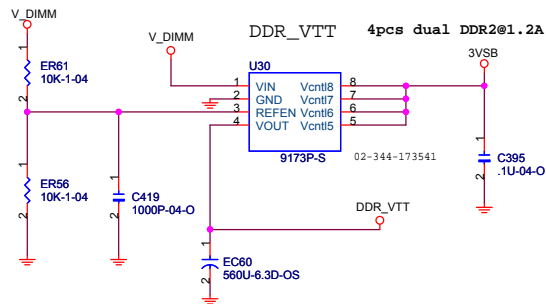 V_DIMM
V_DIMM
DDR_VTT
4pcs dual DDR2@1.2A
3VSB
1
ER61
10K-1-04
2
U30
1 VIN Vcntl8 8
2 GND Vcntl7 7
3 REFEN Vcntl6 6
4 VOUT Vcntl5 5
9173P-S
02-344-173541
1
C395
.1U-04-O
2
1
ER56
10K-1-04
2
1
C419
1000P-04-O
2
DDR_VTT
1
EC60
560U-6.3D-OS
2